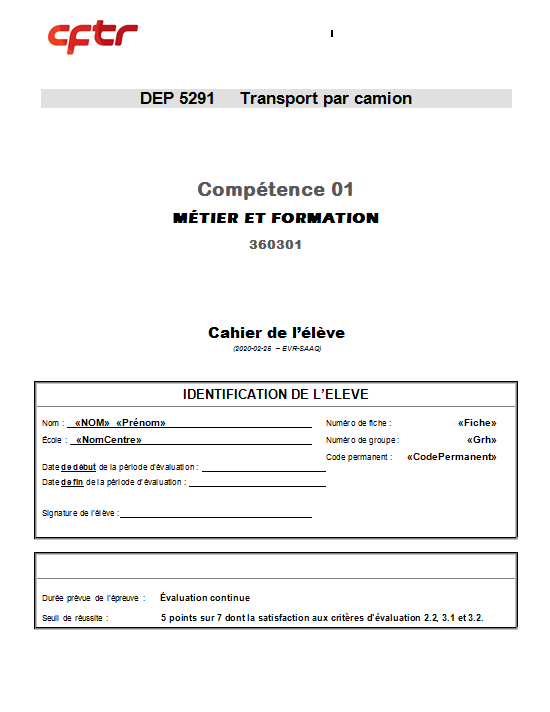 cftr
DEP 5291 Transport par camion
Compétence 01
MÉTIER ET FORMATION
360301
Cahier de l'élève
(2020-02-25 – EVR-SAAQ)
IDENTIFICATION DE L'ELEVE
Nom : «NOM» «Prénom» Numéro de fiche : «Fiche»
École : «NomCentre» Numéro de groupe : «Grh»
Code permanent : «CodePermanent»
Date de début de la période d'évaluation :
Date de fin de la période d'évaluation :
Signature de l'élève :
Durée prévue de l'épreuve : Évaluation continue
Seuil de réussite : 5 points sur 7 dont la satisfaction aux critères d'évaluation 2.2, 3.1 et 3.2.